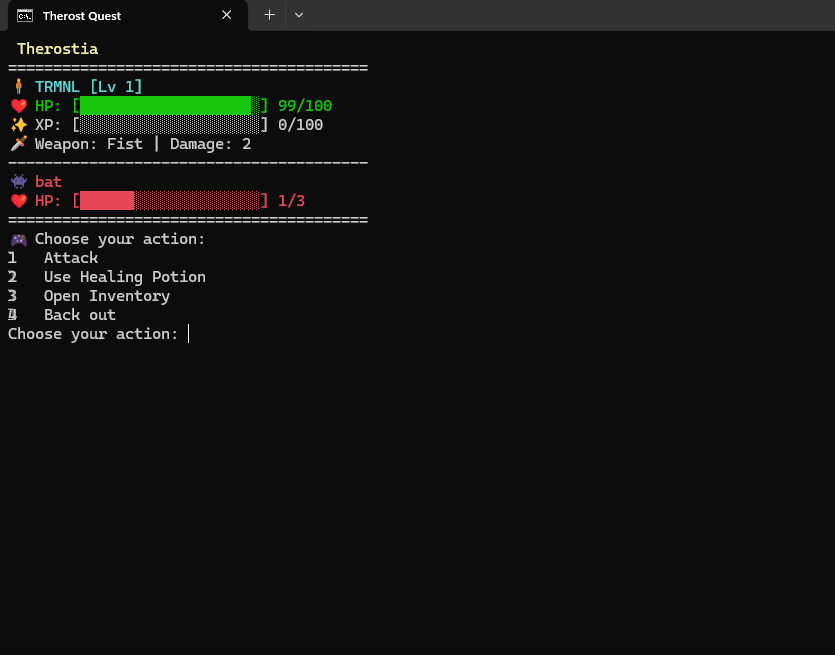 Therost Quest
Therostia
========================================
TRMNL [Lv 1]
HP: [ ] 99/100
XP: [ ] 0/100
Weapon: Fist | Damage: 2
----------------------------------------
bat
HP: [ ] 1/3
========================================
Choose your action:
1 Attack
2 Use Healing Potion
3 Open Inventory
4 Back out
Choose your action: